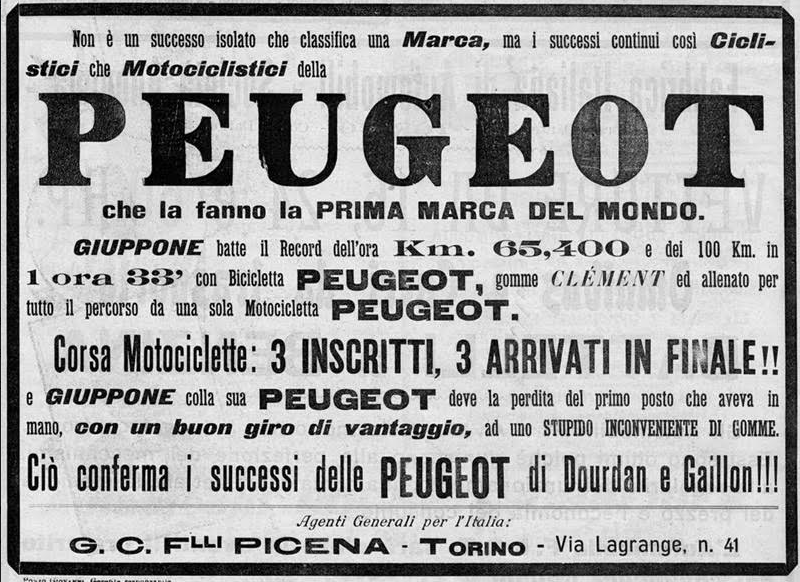 Non è un successo isolato che classifica una Marca, ma i successi continui così Cicli-
stici che Motociclistici della
PEUGEOT
che la fanno la PRIMA MARCA DEL MONDO.
GIUPPONE batte il Record dell'ora Km. 65,400 e dei 100 Km. in
1 ora 33' con Bicicletta PEUGEOT, gomme CLÉMENT ed allenato per
tutto il percorso da una sola Motocicletta PEUGEOT.
Corsa Motociclette: 3 INSCRITTI, 3 ARRIVATI IN FINALE!!
e GIUPPONE colla sua PEUGEOT deve la perdita del primo posto che aveva in
mano, con un buon giro di vantaggio, ad uno STUPIDO INCONVENIENTE DI GOMME.
Ciò conferma i successi delle PEUGEOT di Dourdan e Gaillon!!!
Agenti Generali per l'Italia:
G. C. Flli PICENA - TORINO - Via Lagrange, n. 41